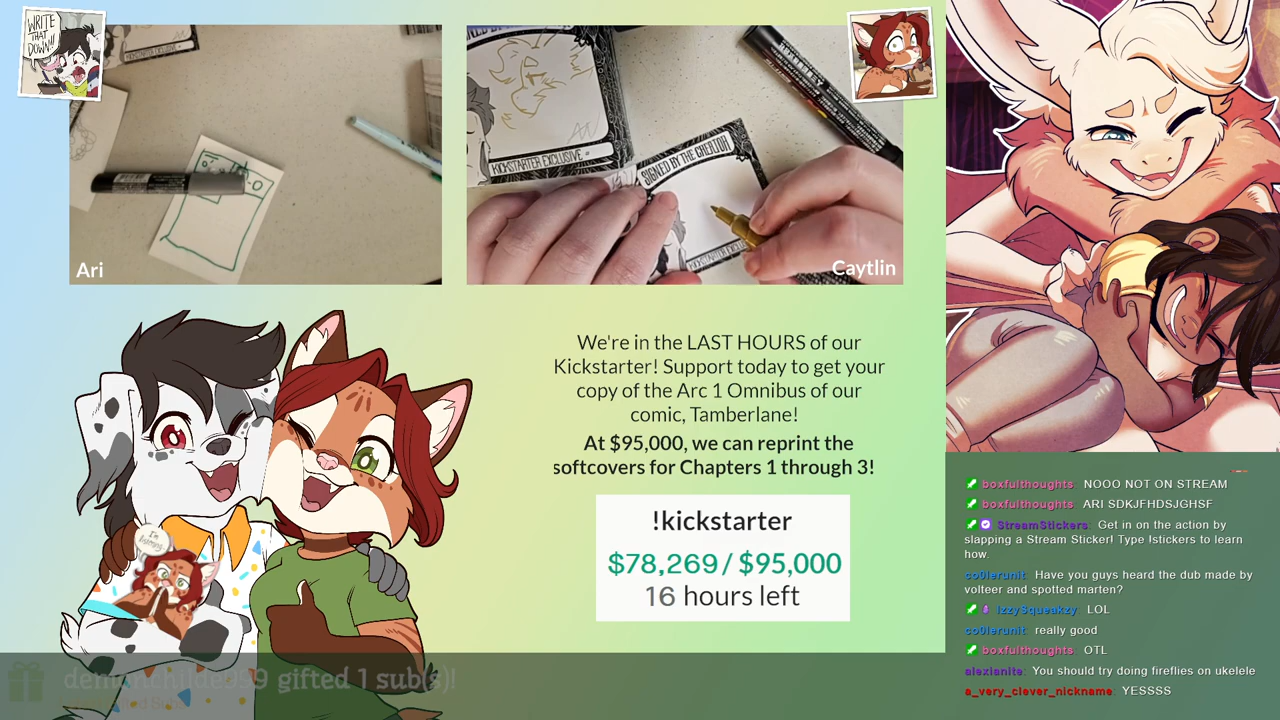 WRITE
THAT
DOWN!!
KICKSTARTER EXCLUSIVE
SIGNED BY THE CREATOR
Ari
Caytlin
We're in the LAST HOURS of our
Kickstarter! Support today to get your
copy of the Arc 1 Omnibus of our
comic, Tamberlane!
At $95,000, we can reprint the
softcovers for Chapters 1 through 3!
!kickstarter
$78,269 / $95,000
16 hours left
I'm
listening
demonchilde999 gifted 1 sub(s)!
boxfulthoughts: NOOO NOT ON STREAM
boxfulthoughts: ARI SDKJFHDSJGHSF
StreamStickers: Get in on the action by
slapping a Stream Sticker! Type !stickers to learn
how.
co0lerunit: Have you guys heard the dub made by
volteer and spotted marten?
IzzySqueakzy: LOL
co0lerunit: really good
boxfulthoughts: OTL
alexianite: You should try doing fireflies on ukelele
a_very_clever_nickname: YESSSS